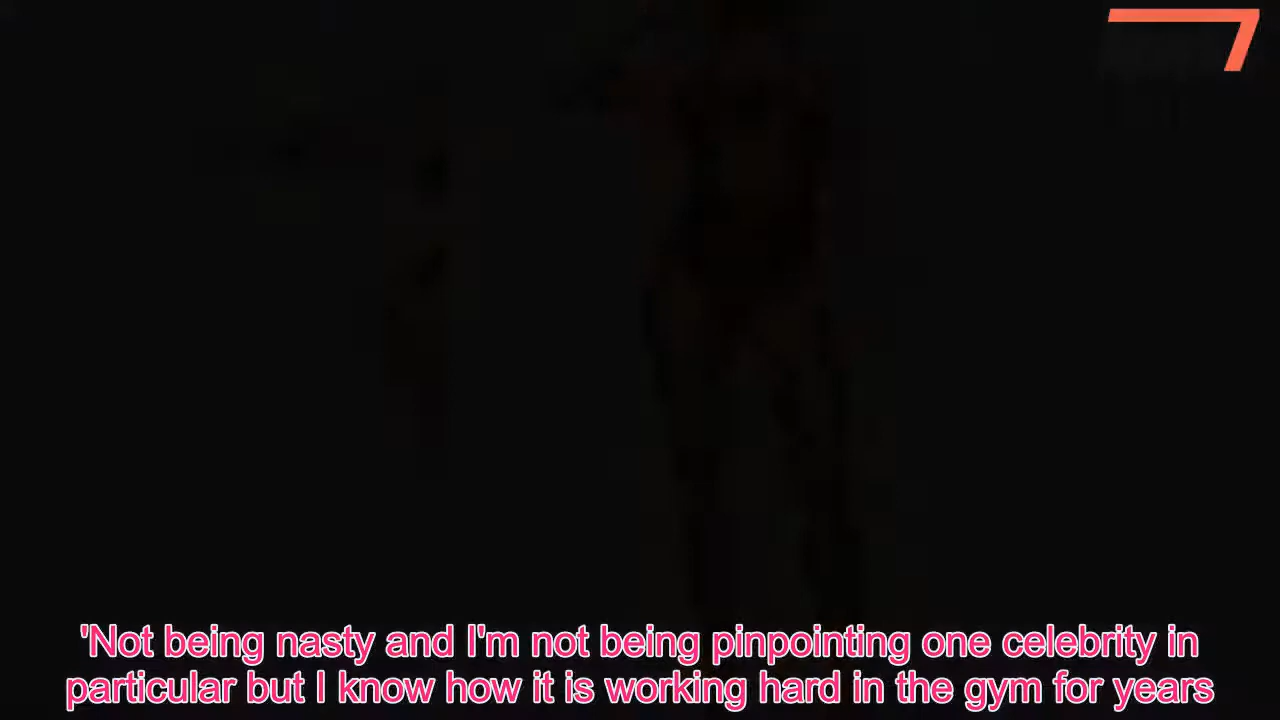 'Not being nasty and I'm not being pinpointing one celebrity in
particular but I know how it is working hard in the gym for years